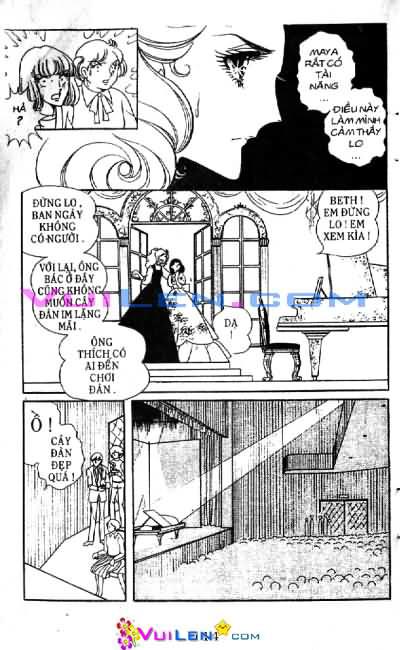 MAYA
RẤT CÓ
TÀI
NĂNG
...
ĐIỀU NÀY
LÀM MÌNH
CẢM THẤY
LO ...
HẢ
?
ĐỪNG LO,
BAN NGÀY
KHÔNG
CÓ NGƯỜI.
VỚI LẠI, ÔNG
BÁC Ở ĐÂY
CŨNG KHÔNG
MUỐN CÂY
ĐÀN IM LẶNG
MÃI.
ÔNG
THÍCH CÓ
AI ĐẾN
CHƠI
ĐÀN.
BETH!
EM ĐỪNG
LO! EM
XEM KÌA!
DẠ
!
VUILEN.COM
Ồ!
CÂY
ĐÀN
ĐẸP
QUÁ!
VUILEN.COM